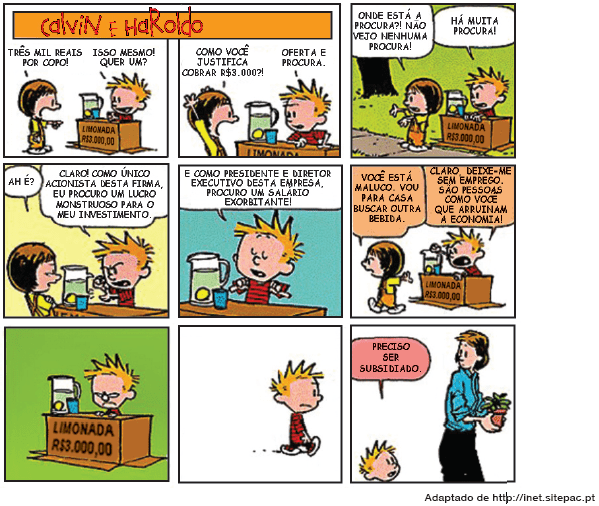 CaLViN E HaRoLdo
TRÊS MIL REAIS
POR COPO!
ISSO MESMO!
QUER UM?
LIMONADA
R$3.000,00
COMO VOCÊ
JUSTIFICA
COBRAR R$3.000?!
OFERTA E
PROCURA.
LIMONADA
ONDE ESTÁ A
PROCURA?! NÃO
VEJO NENHUMA
PROCURA!
HÁ MUITA
PROCURA!
LIMONADA
R$3.000,00
AH É?
CLARO! COMO ÚNICO
ACIONISTA DESTA FIRMA,
EU PROCURO UM LUCRO
MONSTRUOSO PARA O
MEU INVESTIMENTO.
E COMO PRESIDENTE E DIRETOR
EXECUTIVO DESTA EMPRESA,
PROCURO UM SALÁRIO
EXORBITANTE!
VOCÊ ESTÁ
MALUCO. VOU
PARA CASA
BUSCAR OUTRA
BEBIDA.
CLARO, DEIXE-ME
SEM EMPREGO.
SÃO PESSOAS
COMO VOCÊ
QUE ARRUINAM
A ECONOMIA!
LIMONADA
R$3.000,00
LIMONADA
R$3.000,00
PRECISO
SER
SUBSIDIADO.
Adaptado de http://inet.sitepac.pt